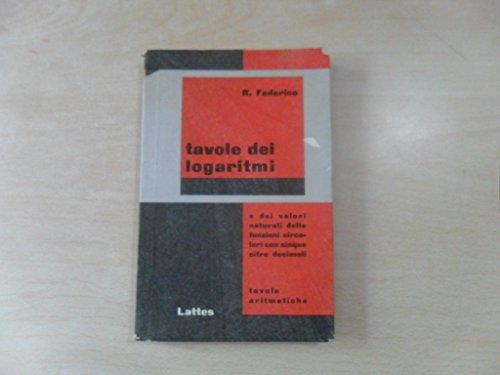 R. Federico
tavole dei
logaritmi
e dei valori
naturali delle
funzioni circo-
lari con cinque
cifre decimali
tavole
aritmetiche
Lattes